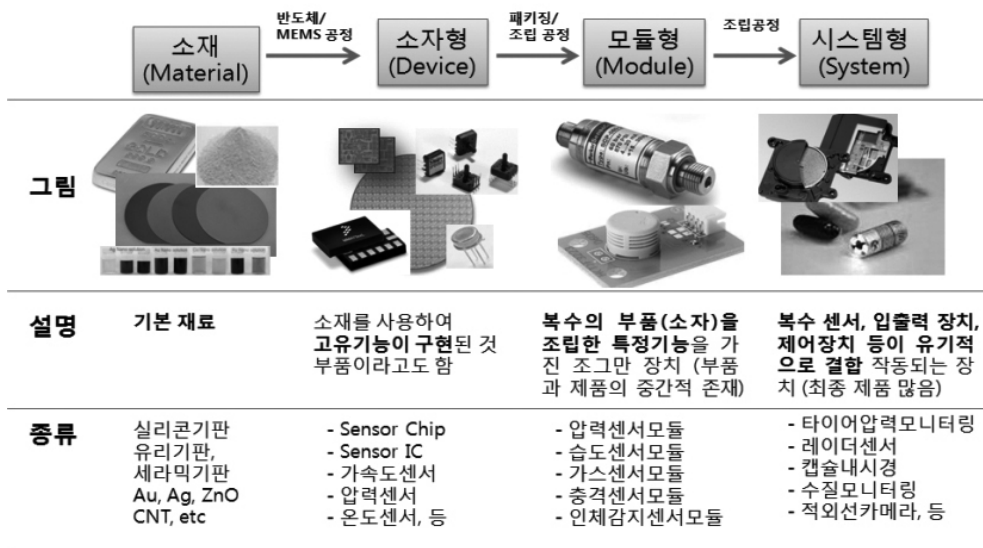 소재
(Material)
반도체/
MEMS 공정
소자형
(Device)
패키징/
조립 공정
모듈형
(Module)
조립공정
시스템형
(System)
그림
설명
기본 재료
소재를 사용하여
고유기능이 구현된 것
부품이라고도 함
복수의 부품(소자)을
조립한 특정기능을 가
진 조그만 장치 (부품
과 제품의 중간적 존재)
복수 센서, 입출력 장치,
제어장치 등이 유기적
으로 결합 작동되는 장
치 (최종 제품 많음)
종류
실리콘기판
유리기판,
세라믹기판
Au, Ag, ZnO
CNT, etc
- Sensor Chip
- Sensor IC
- 가속도센서
- 압력센서
- 온도센서, 등
- 압력센서모듈
- 습도센서모듈
- 가스센서모듈
- 충격센서모듈
- 인체감지센서모듈
- 타이어압력모니터링
- 레이더센서
- 캡슐내시경
- 수질모니터링
- 적외선카메라, 등